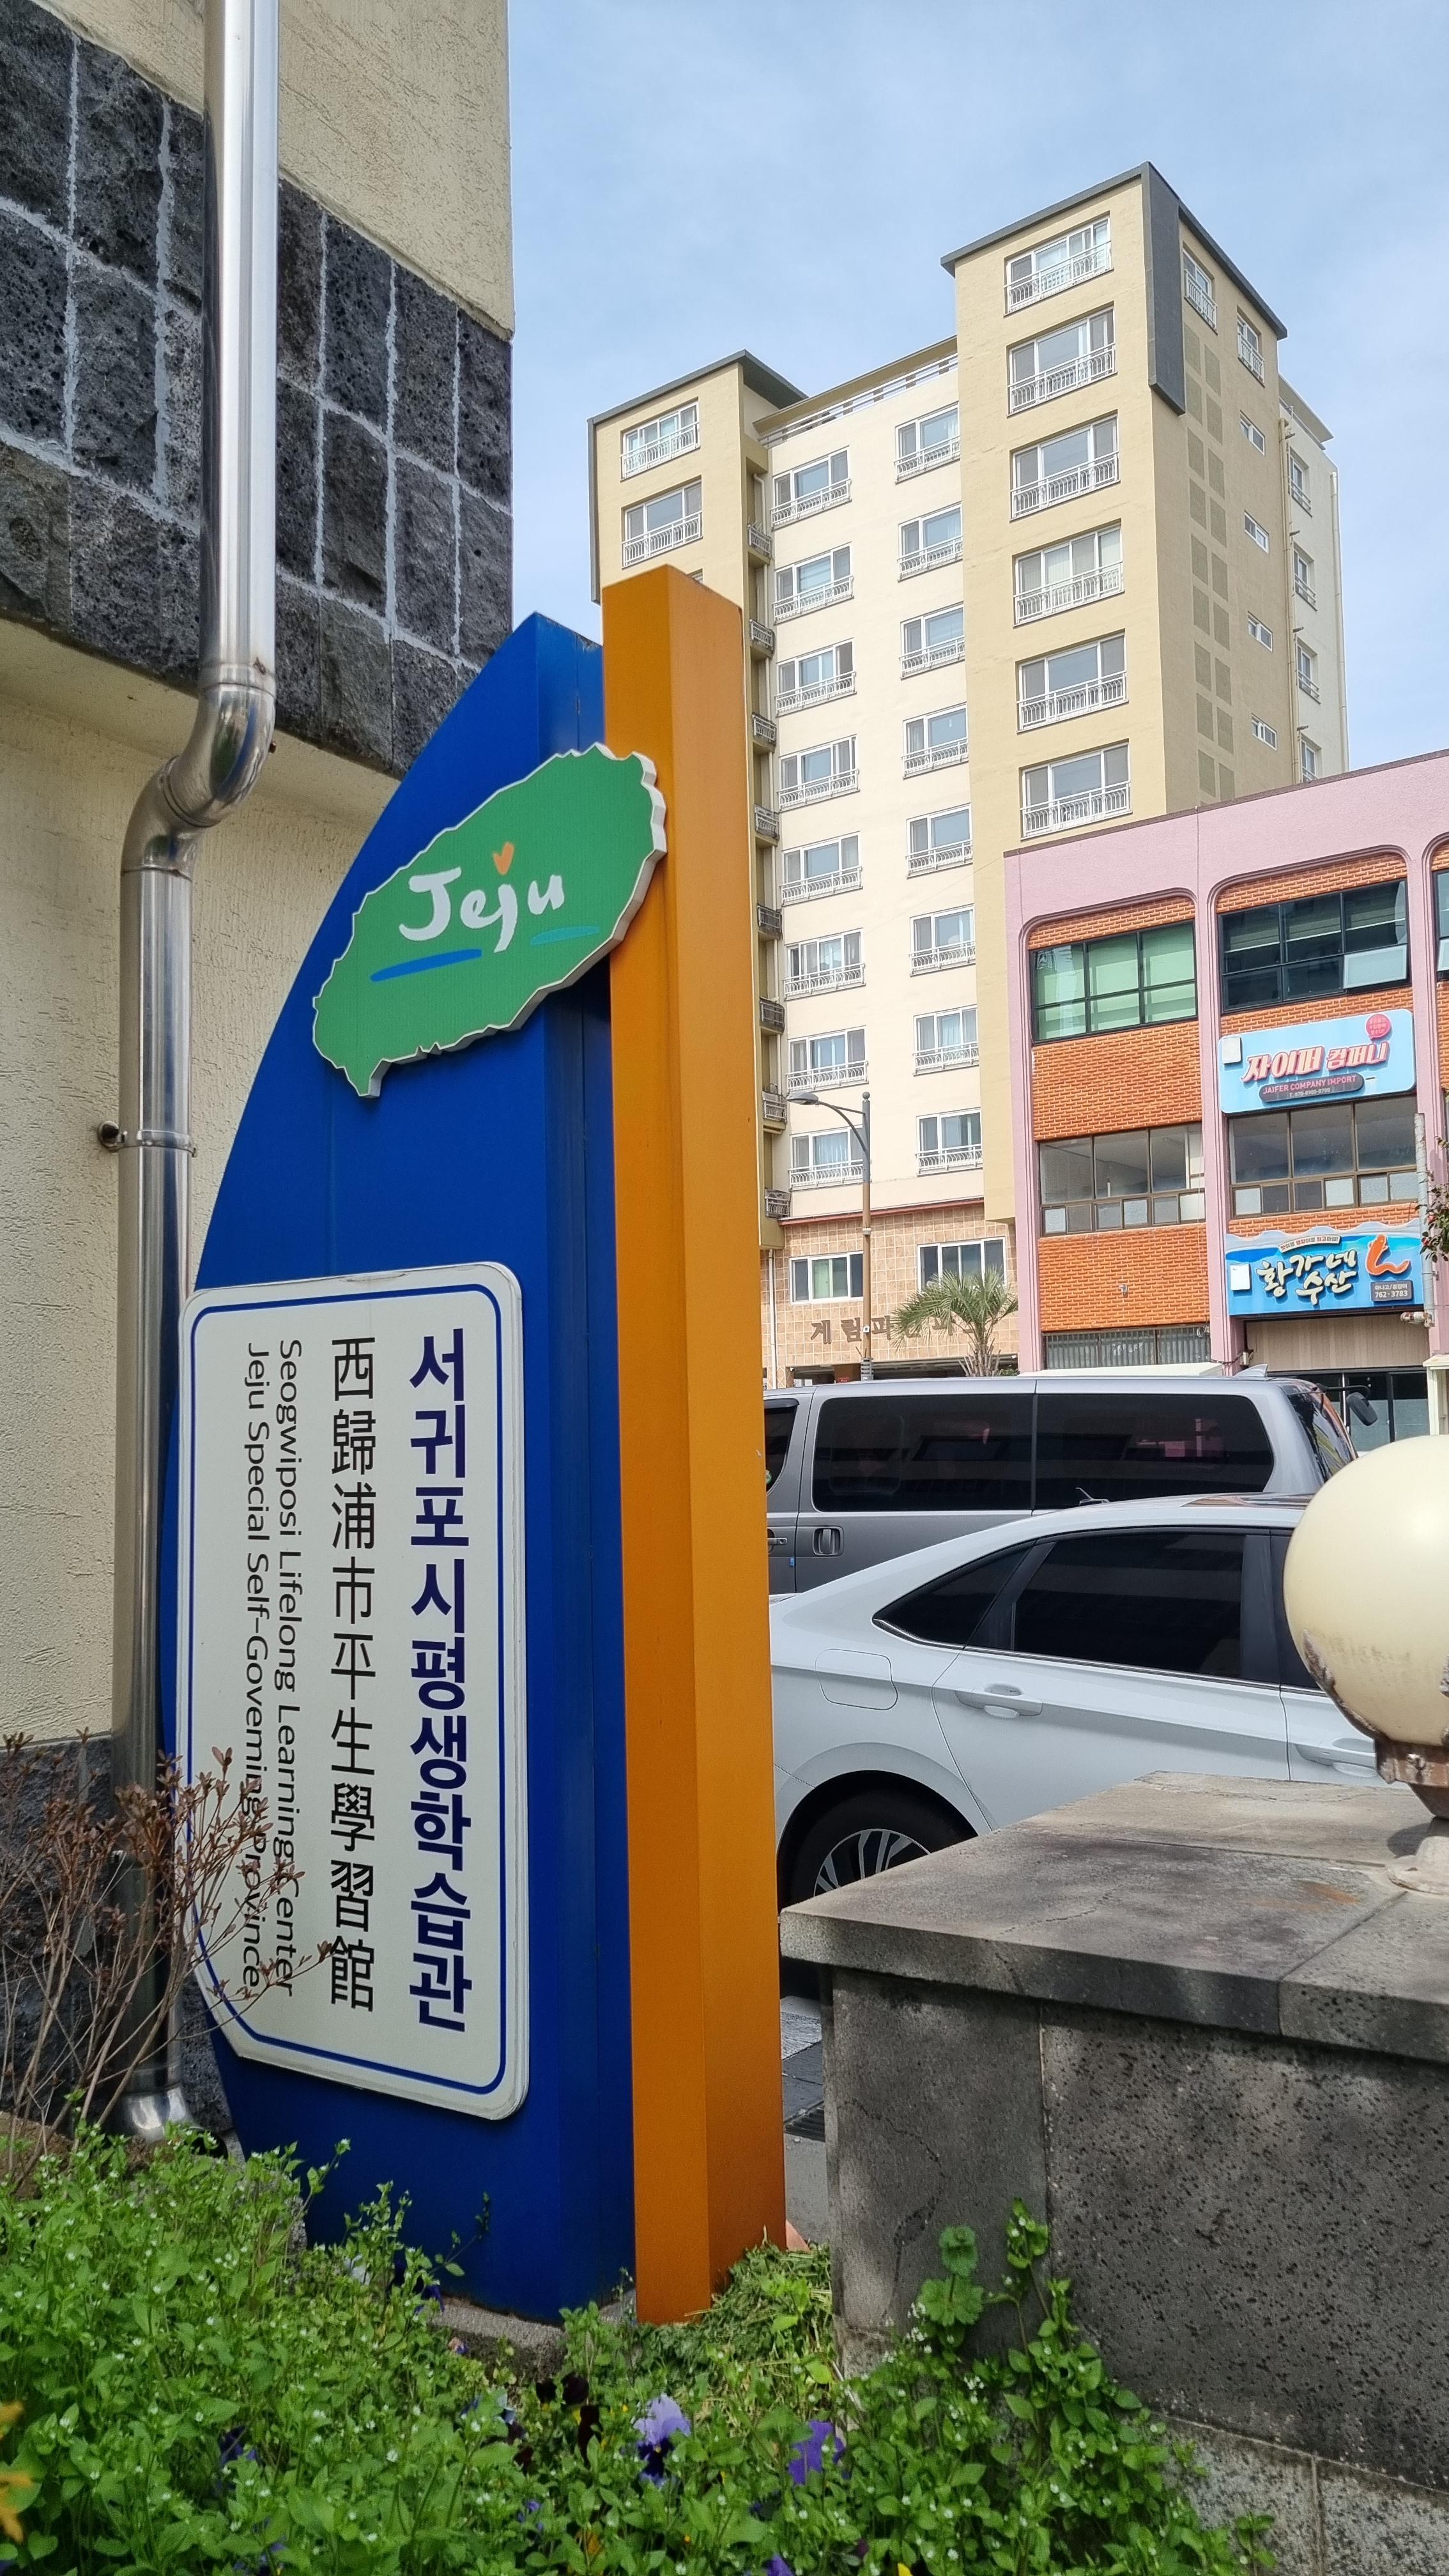 Jeju
서귀포시평생학습관
西歸浦市平生學習館
Seogwiposi Lifelong Learning Center
Jeju Special Self-Governing Province
자이퍼 컴퍼니
JAIFER COMPANY IMPORT
황가네
수산
762-3783
계림